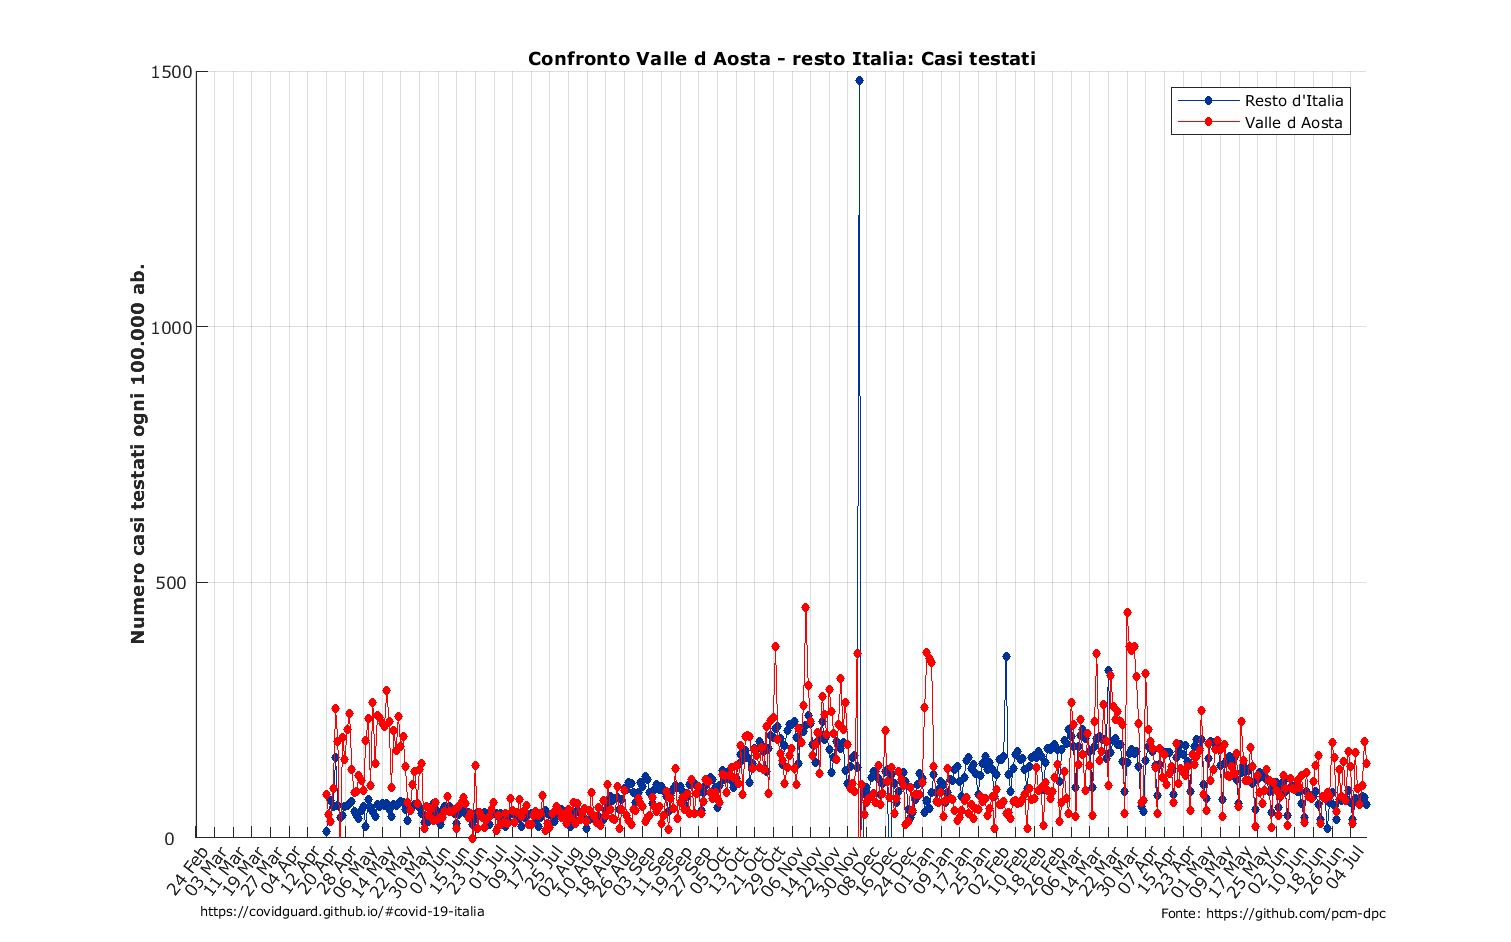 Confronto Valle d Aosta - resto Italia: Casi testati
Numero casi testati ogni 100.000 ab.
1500
1000
500
0
Resto d'Italia
Valle d Aosta
24 Feb
03 Mar
11 Mar
19 Mar
27 Mar
04 Apr
12 Apr
20 Apr
28 Apr
06 May
14 May
22 May
30 May
07 Jun
15 Jun
23 Jun
01 Jul
09 Jul
17 Jul
25 Jul
02 Aug
10 Aug
18 Aug
26 Aug
03 Sep
11 Sep
19 Sep
27 Sep
05 Oct
13 Oct
21 Oct
29 Oct
06 Nov
14 Nov
22 Nov
30 Nov
08 Dec
16 Dec
24 Dec
01 Jan
09 Jan
17 Jan
25 Jan
02 Feb
10 Feb
18 Feb
26 Feb
06 Mar
14 Mar
22 Mar
30 Mar
07 Apr
15 Apr
23 Apr
01 May
09 May
17 May
25 May
02 Jun
10 Jun
18 Jun
26 Jun
04 Jul
https://covidguard.github.io/#covid-19-italia
Fonte: https://github.com/pcm-dpc